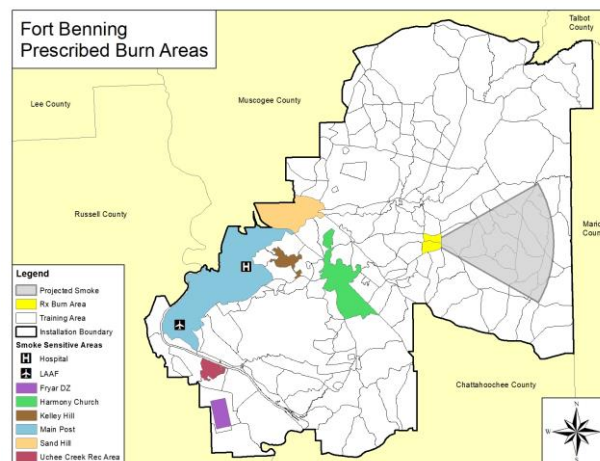 Fort Benning
Prescribed Burn Areas
Talbot
County
Lee County
Muscogee County
Russell County
Chattahoochee County
H
Legend
Projected Smoke
Rx Burn Area
Training Area
Installation Boundary
Smoke Sensitive Areas
H Hospital
LAAF
Fryar DZ
Harmony Church
Kelley Hill
Main Post
Sand Hill
Uchee Creek Rec Area
N